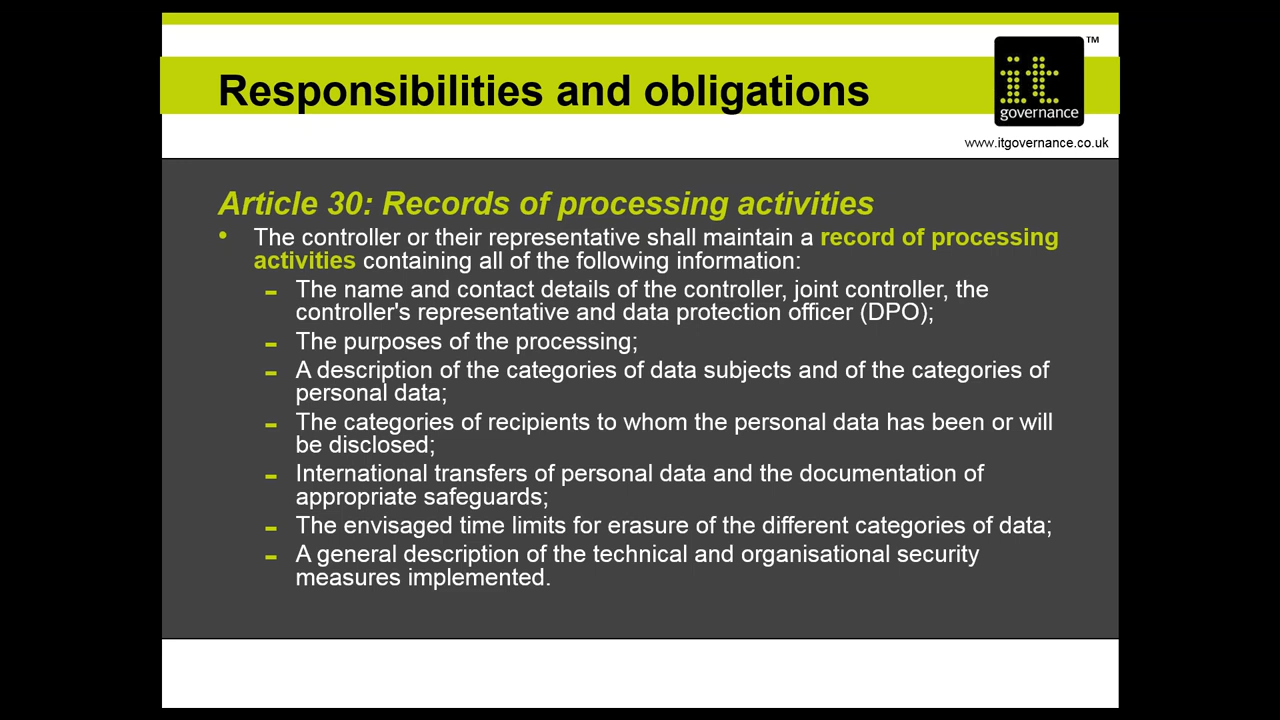 Responsibilities and obligations
it
governance
™
www.itgovernance.co.uk
Article 30: Records of processing activities
• The controller or their representative shall maintain a record of processing
activities containing all of the following information:
- The name and contact details of the controller, joint controller, the
controller's representative and data protection officer (DPO);
- The purposes of the processing;
- A description of the categories of data subjects and of the categories of
personal data;
- The categories of recipients to whom the personal data has been or will
be disclosed;
- International transfers of personal data and the documentation of
appropriate safeguards;
- The envisaged time limits for erasure of the different categories of data;
- A general description of the technical and organisational security
measures implemented.